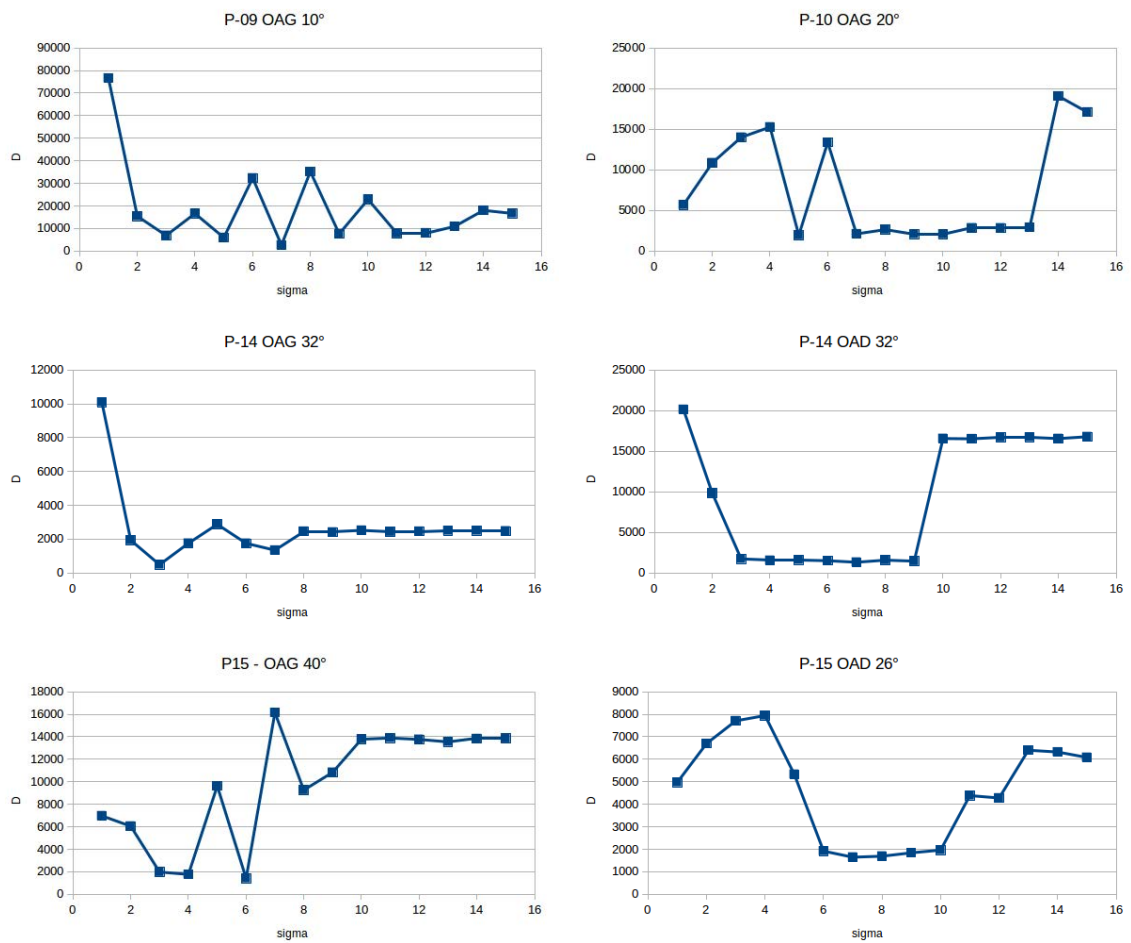 P-09 OAG 10°
90000
80000
70000
60000
50000
40000
30000
20000
10000
0
D
0 2 4 6 8 10 12 14 16
sigma
P-10 OAG 20°
25000
20000
15000
10000
5000
0
D
0 2 4 6 8 10 12 14 16
sigma
P-14 OAG 32°
12000
10000
8000
6000
4000
2000
0
D
0 2 4 6 8 10 12 14 16
sigma
P-14 OAD 32°
25000
20000
15000
10000
5000
0
D
0 2 4 6 8 10 12 14 16
sigma
P15 - OAG 40°
18000
16000
14000
12000
10000
8000
6000
4000
2000
0
D
0 2 4 6 8 10 12 14 16
sigma
P-15 OAD 26°
9000
8000
7000
6000
5000
4000
3000
2000
1000
0
D
0 2 4 6 8 10 12 14 16
sigma